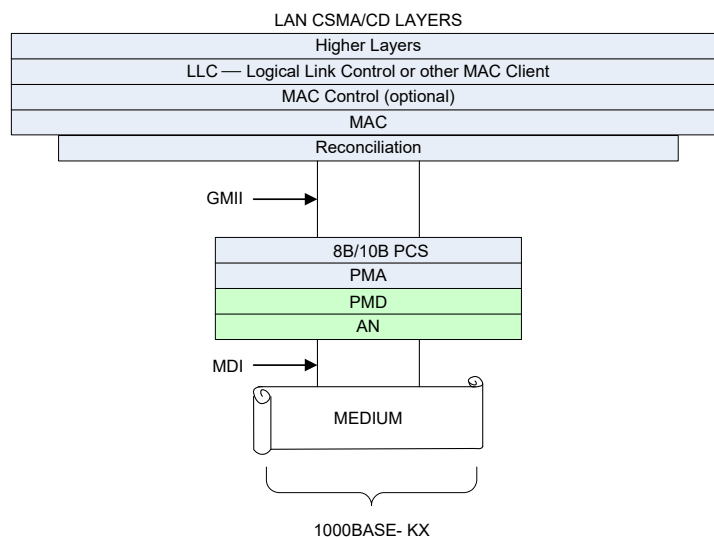 LAN CSMA/CD LAYERS
Higher Layers
LLC — Logical Link Control or other MAC Client
MAC Control (optional)
MAC
Reconciliation
GMII
8B/10B PCS
PMA
PMD
AN
MDI
MEDIUM
1000BASE- KX